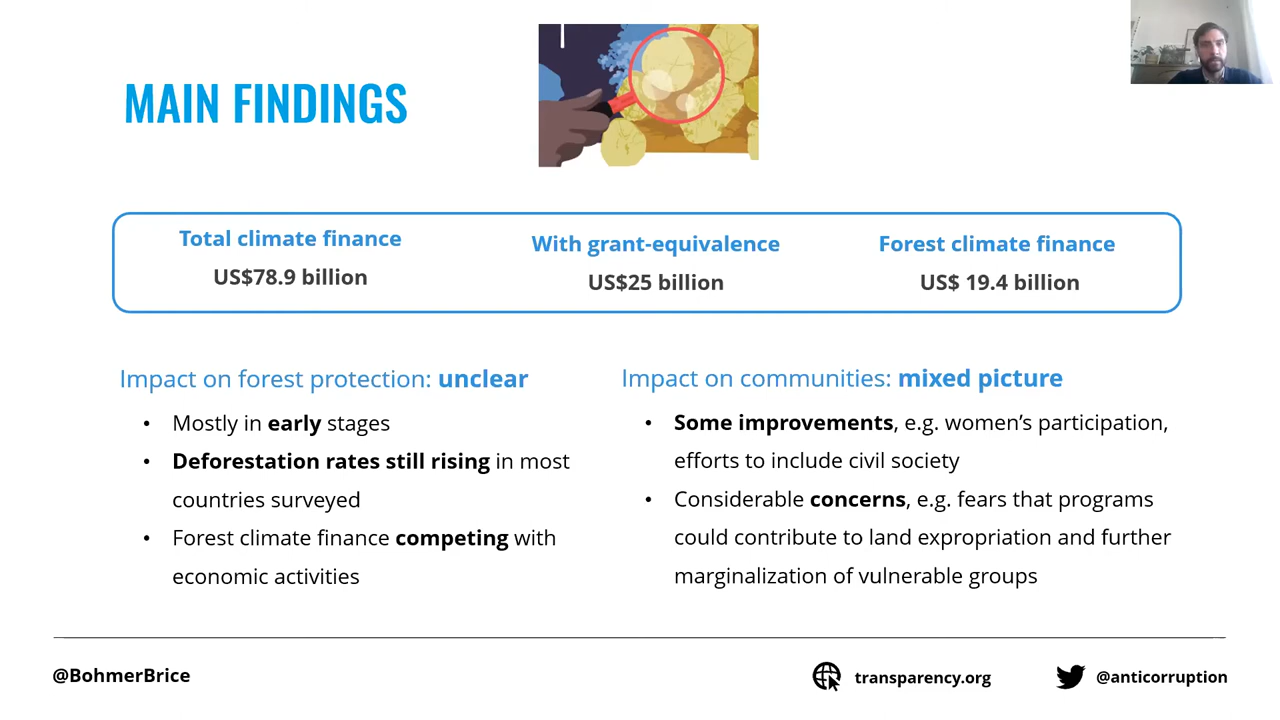 MAIN FINDINGS
Total climate finance
US$78.9 billion
With grant-equivalence
US$25 billion
Forest climate finance
US$ 19.4 billion
Impact on forest protection: unclear
• Mostly in early stages
• Deforestation rates still rising in most
countries surveyed
• Forest climate finance competing with
economic activities
Impact on communities: mixed picture
• Some improvements, e.g. women’s participation,
efforts to include civil society
• Considerable concerns, e.g. fears that programs
could contribute to land expropriation and further
marginalization of vulnerable groups
@BohmerBrice
transparency.org
@anticorruption